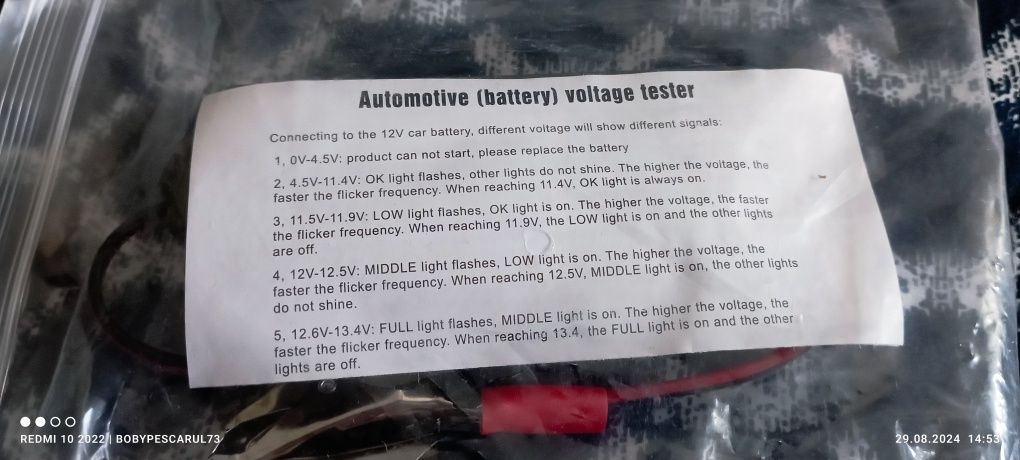 Automotive (battery) voltage tester
Connecting to the 12V car battery, different voltage will show different signals:
1, 0V-4.5V: product can not start, please replace the battery
2, 4.5V-11.4V: OK light flashes, other lights do not shine. The higher the voltage, the
faster the flicker frequency. When reaching 11.4V, OK light is always on.
3, 11.5V-11.9V: LOW light flashes, OK light is on. The higher the voltage, the faster
the flicker frequency. When reaching 11.9V, the LOW light is on and the other lights
are off.
4, 12V-12.5V: MIDDLE light flashes, LOW light is on. The higher the voltage, the
faster the flicker frequency. When reaching 12.5V, MIDDLE light is on, the other lights
do not shine.
5, 12.6V-13.4V: FULL light flashes, MIDDLE light is on. The higher the voltage, the
faster the flicker frequency. When reaching 13.4, the FULL light is on and the other
lights are off.
REDMI 10 2022 | BOBYPESCARUL73
29.08.2024 14:53